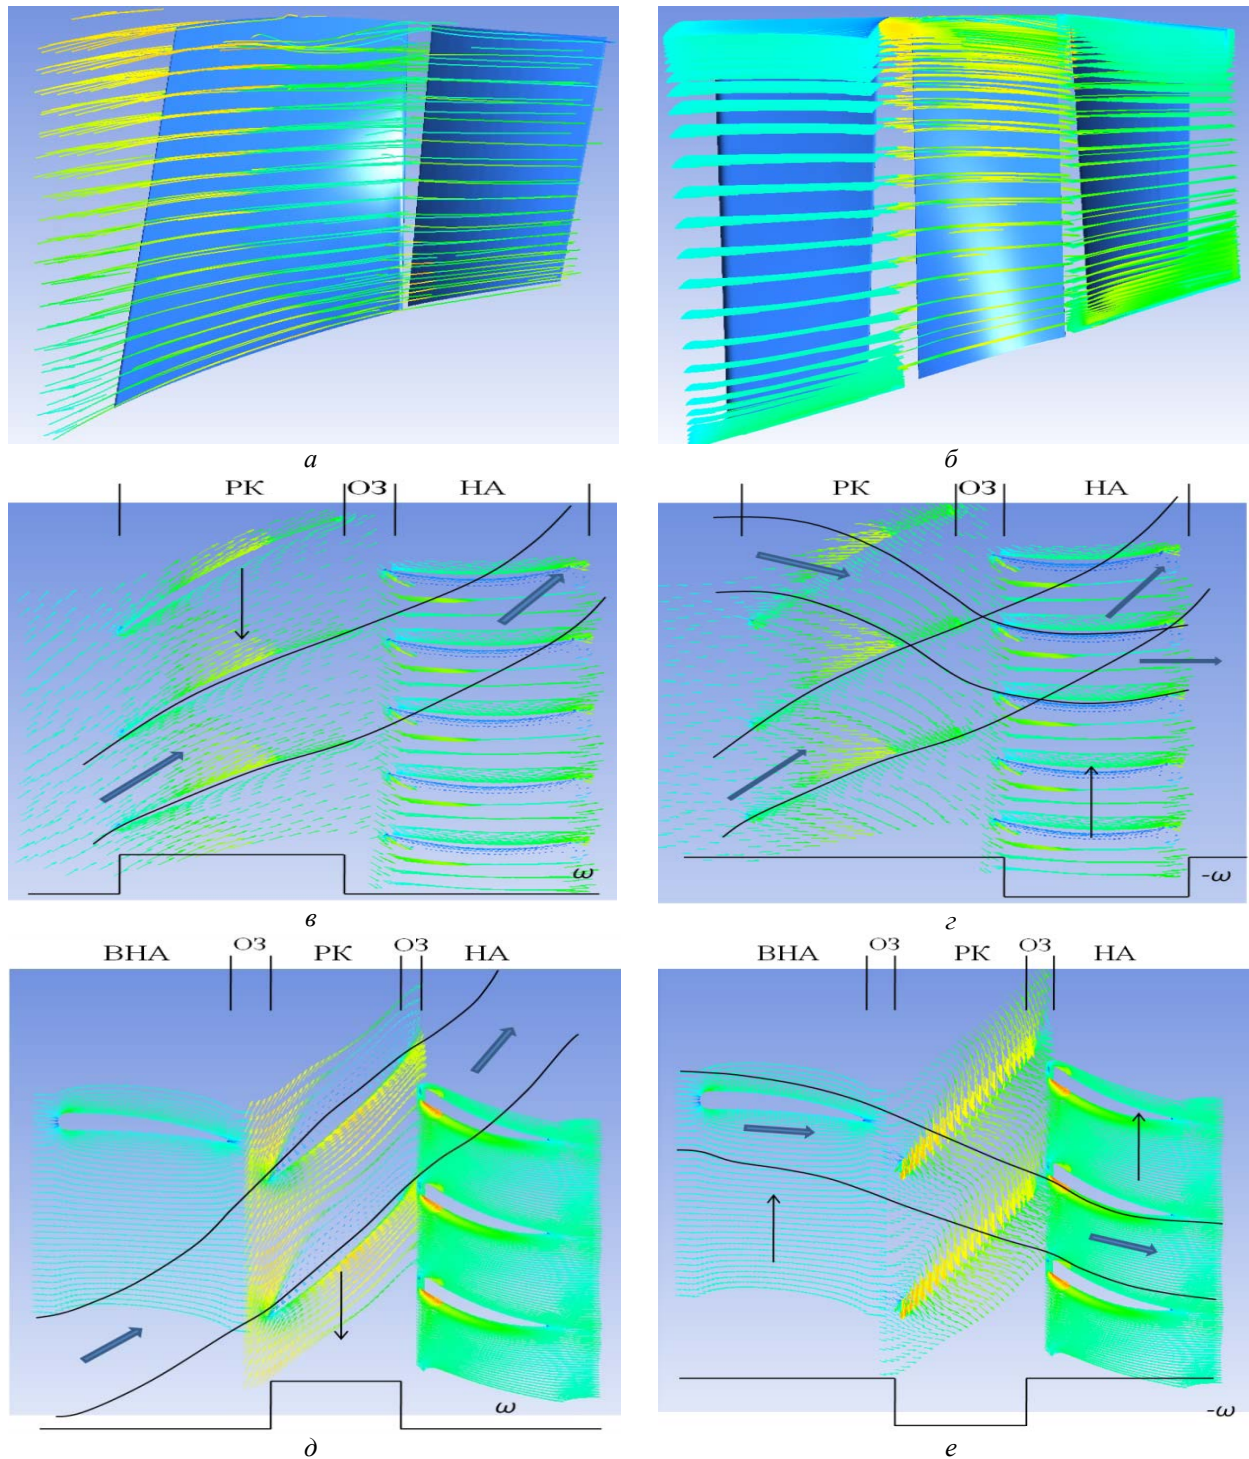 а
б
РК ОЗ НА
РК ОЗ НА
ω
-ω
в
г
ВНА ОЗ РК ОЗ НА
ВНА ОЗ РК ОЗ НА
ω
-ω
д
е